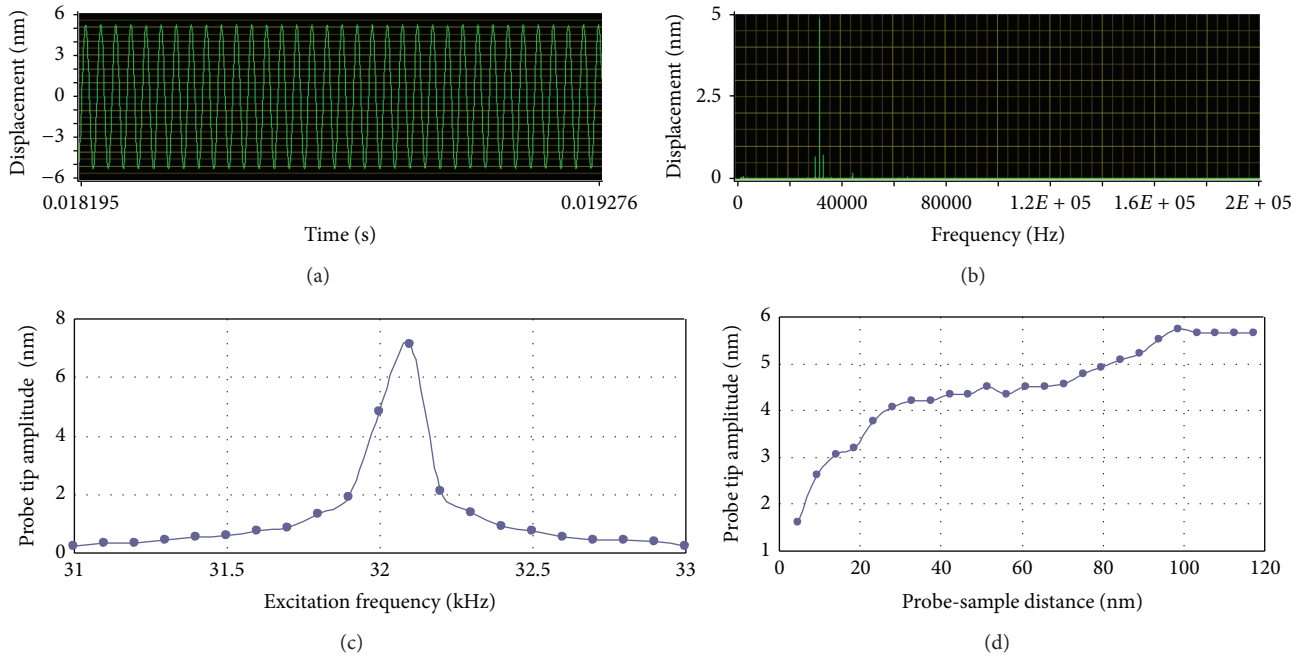 6
3
0
−3
−6
Displacement (nm)
0.018195
0.019276
Time (s)
(a)
5
2.5
0
Displacement (nm)
0
40000
80000
1.2E + 05
1.6E + 05
2E + 05
Frequency (Hz)
(b)
8
6
4
2
0
Probe tip amplitude (nm)
31
31.5
32
32.5
33
Excitation frequency (kHz)
(c)
6
5
4
3
2
1
Probe tip amplitude (nm)
0
20
40
60
80
100
120
Probe-sample distance (nm)
(d)